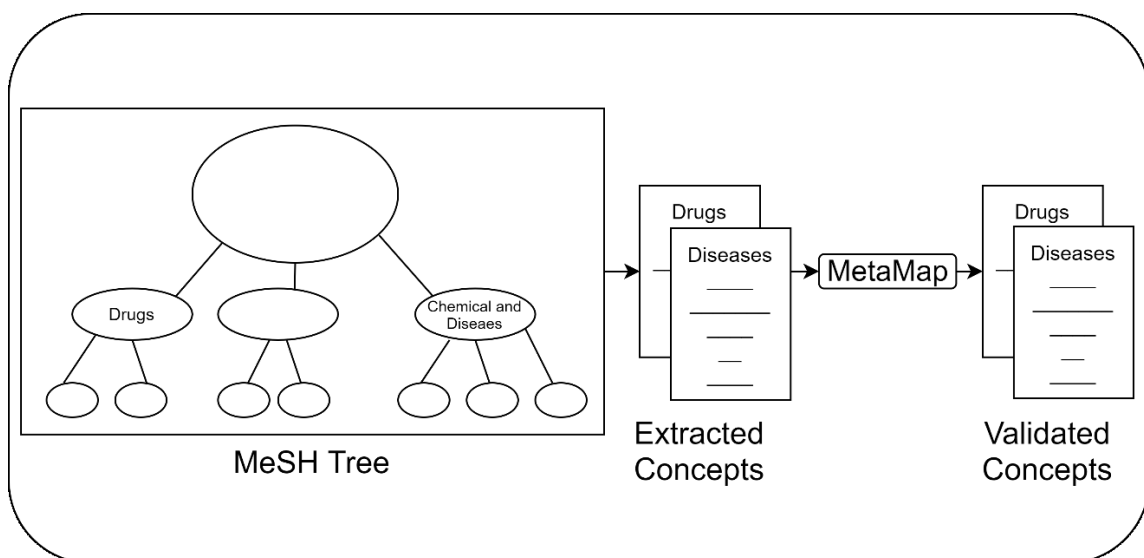 Drugs
Chemical and
Diseaes
MeSH Tree
Drugs
Diseases
Extracted
Concepts
MetaMap
Drugs
Diseases
Validated
Concepts